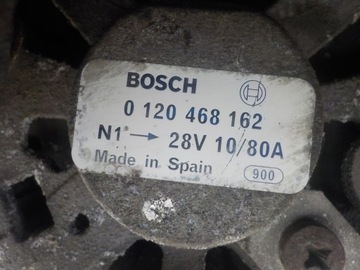 BOSCH
0 120 468 162
N1 → 28V 10/80A
Made in Spain
900